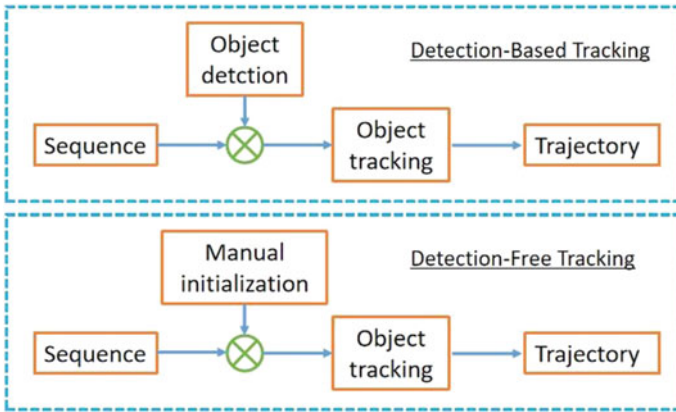 Object
detction
Detection-Based Tracking
Sequence
Object
tracking
Trajectory
Manual
initialization
Detection-Free Tracking
Sequence
Object
tracking
Trajectory